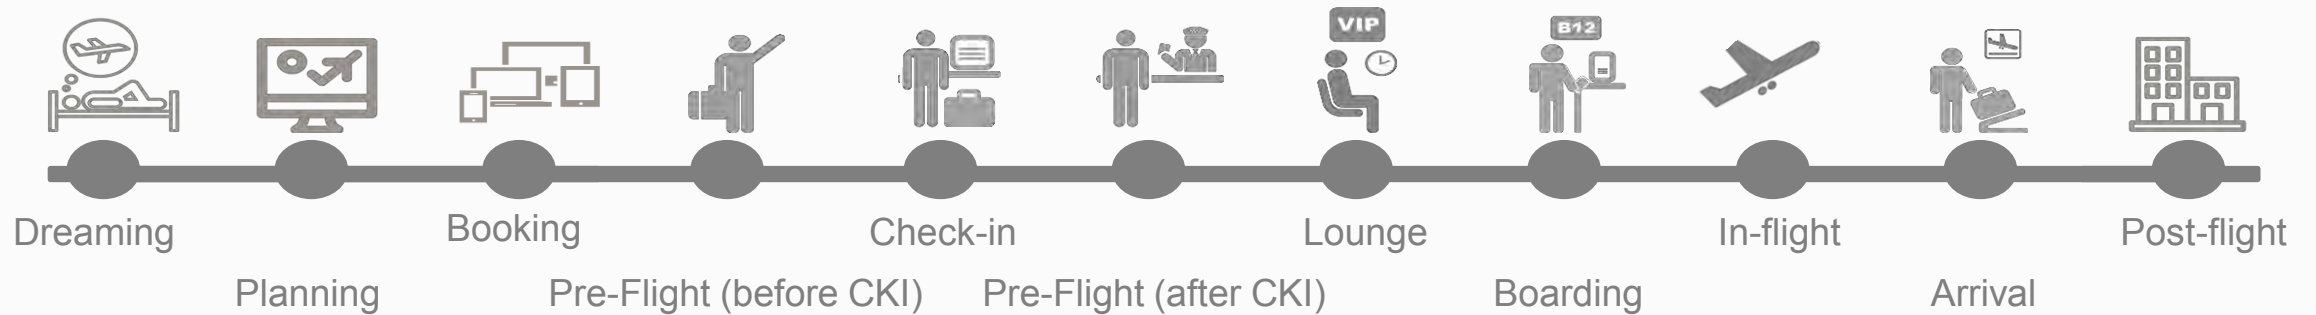 VIP
B12
Dreaming
Planning
Booking
Pre-Flight (before CKI)
Check-in
Pre-Flight (after CKI)
Lounge
Boarding
In-flight
Arrival
Post-flight